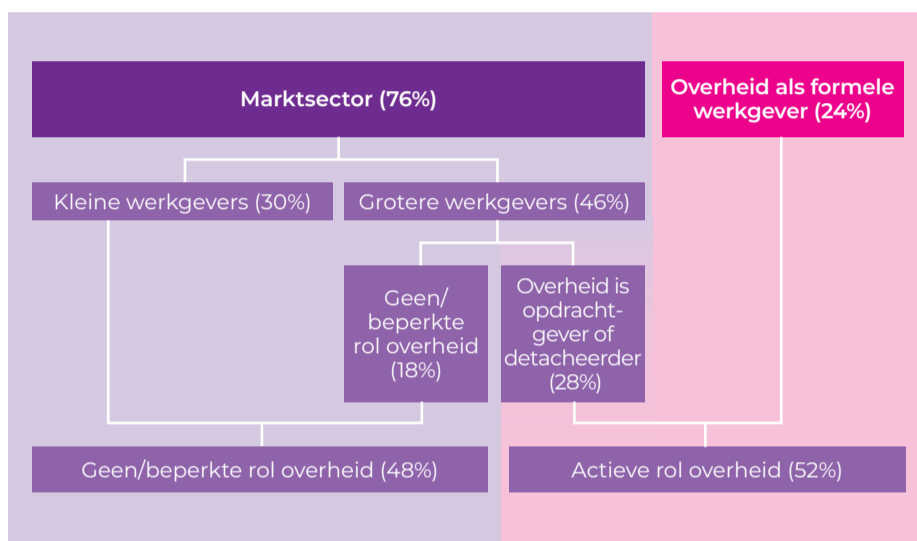 Marktsector (76%)
Overheid als formele
werkgever (24%)
Kleine werkgevers (30%)
Grotere werkgevers (46%)
Geen/
beperkte
rol overheid
(18%)
Overheid is
opdracht-
gever of
detacheerder
(28%)
Geen/beperkte rol overheid (48%)
Actieve rol overheid (52%)